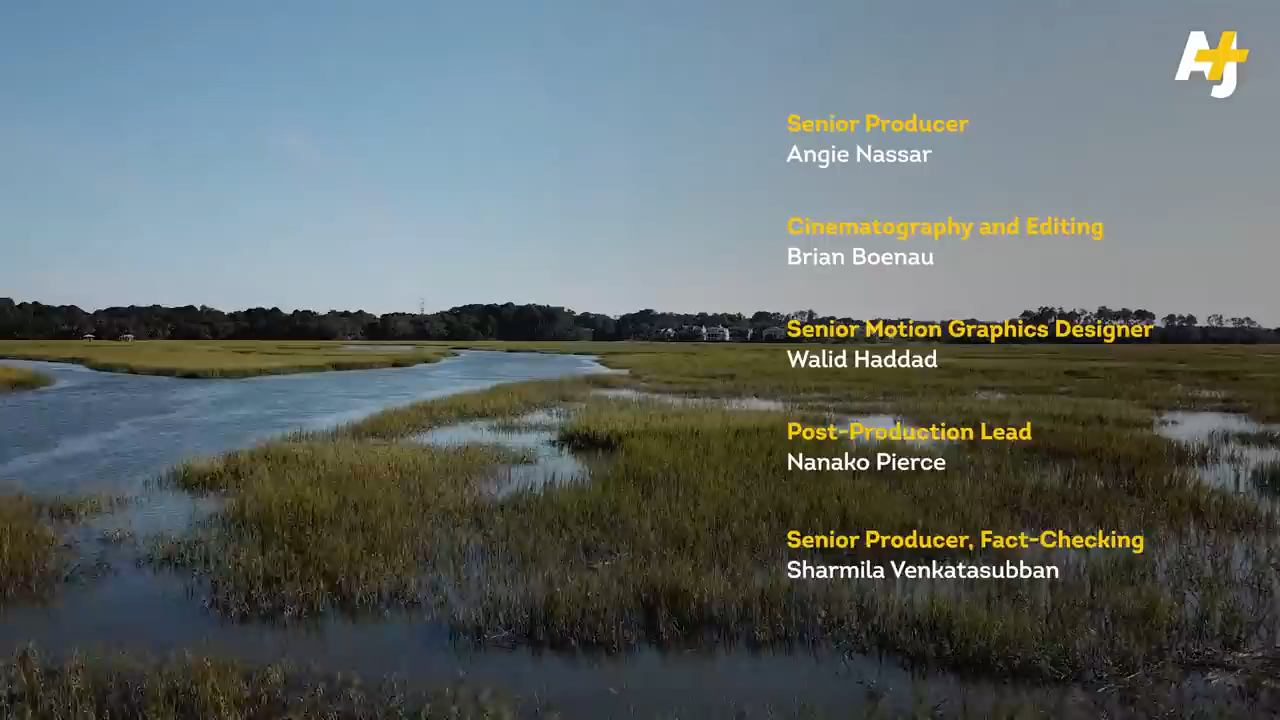 AJ+
Senior Producer
Angie Nassar
Cinematography and Editing
Brian Boenau
Senior Motion Graphics Designer
Walid Haddad
Post-Production Lead
Nanako Pierce
Senior Producer, Fact-Checking
Sharmila Venkatasubban